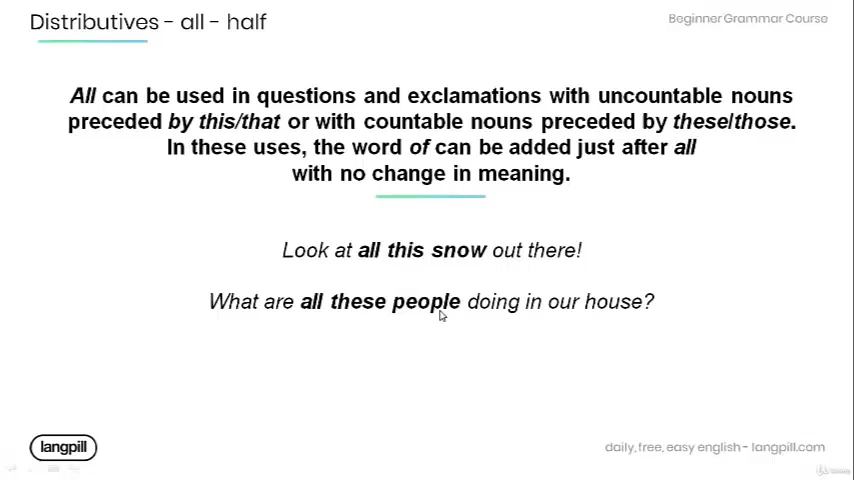 Distributives - all - half
Beginner Grammar Course
All can be used in questions and exclamations with uncountable nouns
preceded by this/that or with countable nouns preceded by these/those.
In these uses, the word of can be added just after all
with no change in meaning.
Look at all this snow out there!
What are all these people doing in our house?
langpill
daily, free, easy english - langpill.com